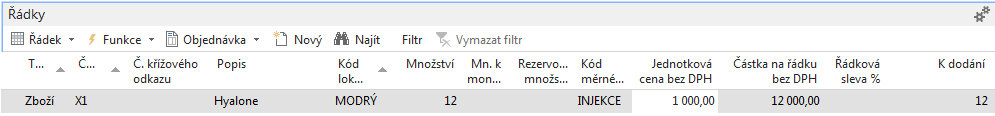 Řádky
Řádek Funkce Objednávka Nový Najít Filtr Vymazat filtr
T... Č... Č. křížového odkazu Popis Kód lok... Množství Mn. k mon... Rezervo... množs... Kód měrné... Jednotková cena bez DPH Částka na řádku bez DPH Řádková sleva % K dodání
Zboží X1 Hyalone MODRÝ 12 INJEKCE 1 000,00 12 000,00 12